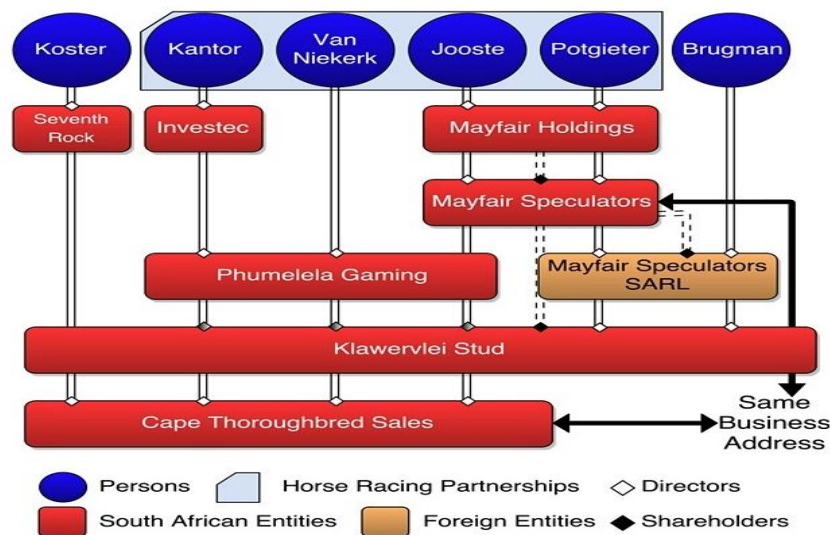 Koster
Kantor
Van
Niekerk
Jooste
Potgieter
Brugman
Seventh
Rock
Investec
Mayfair Holdings
Mayfair Speculators
Phumelela Gaming
Mayfair Speculators
SARL
Klawervlei Stud
Cape Thoroughbred Sales
Same
Business
Address
Persons
Horse Racing Partnerships
Directors
South African Entities
Foreign Entities
Shareholders